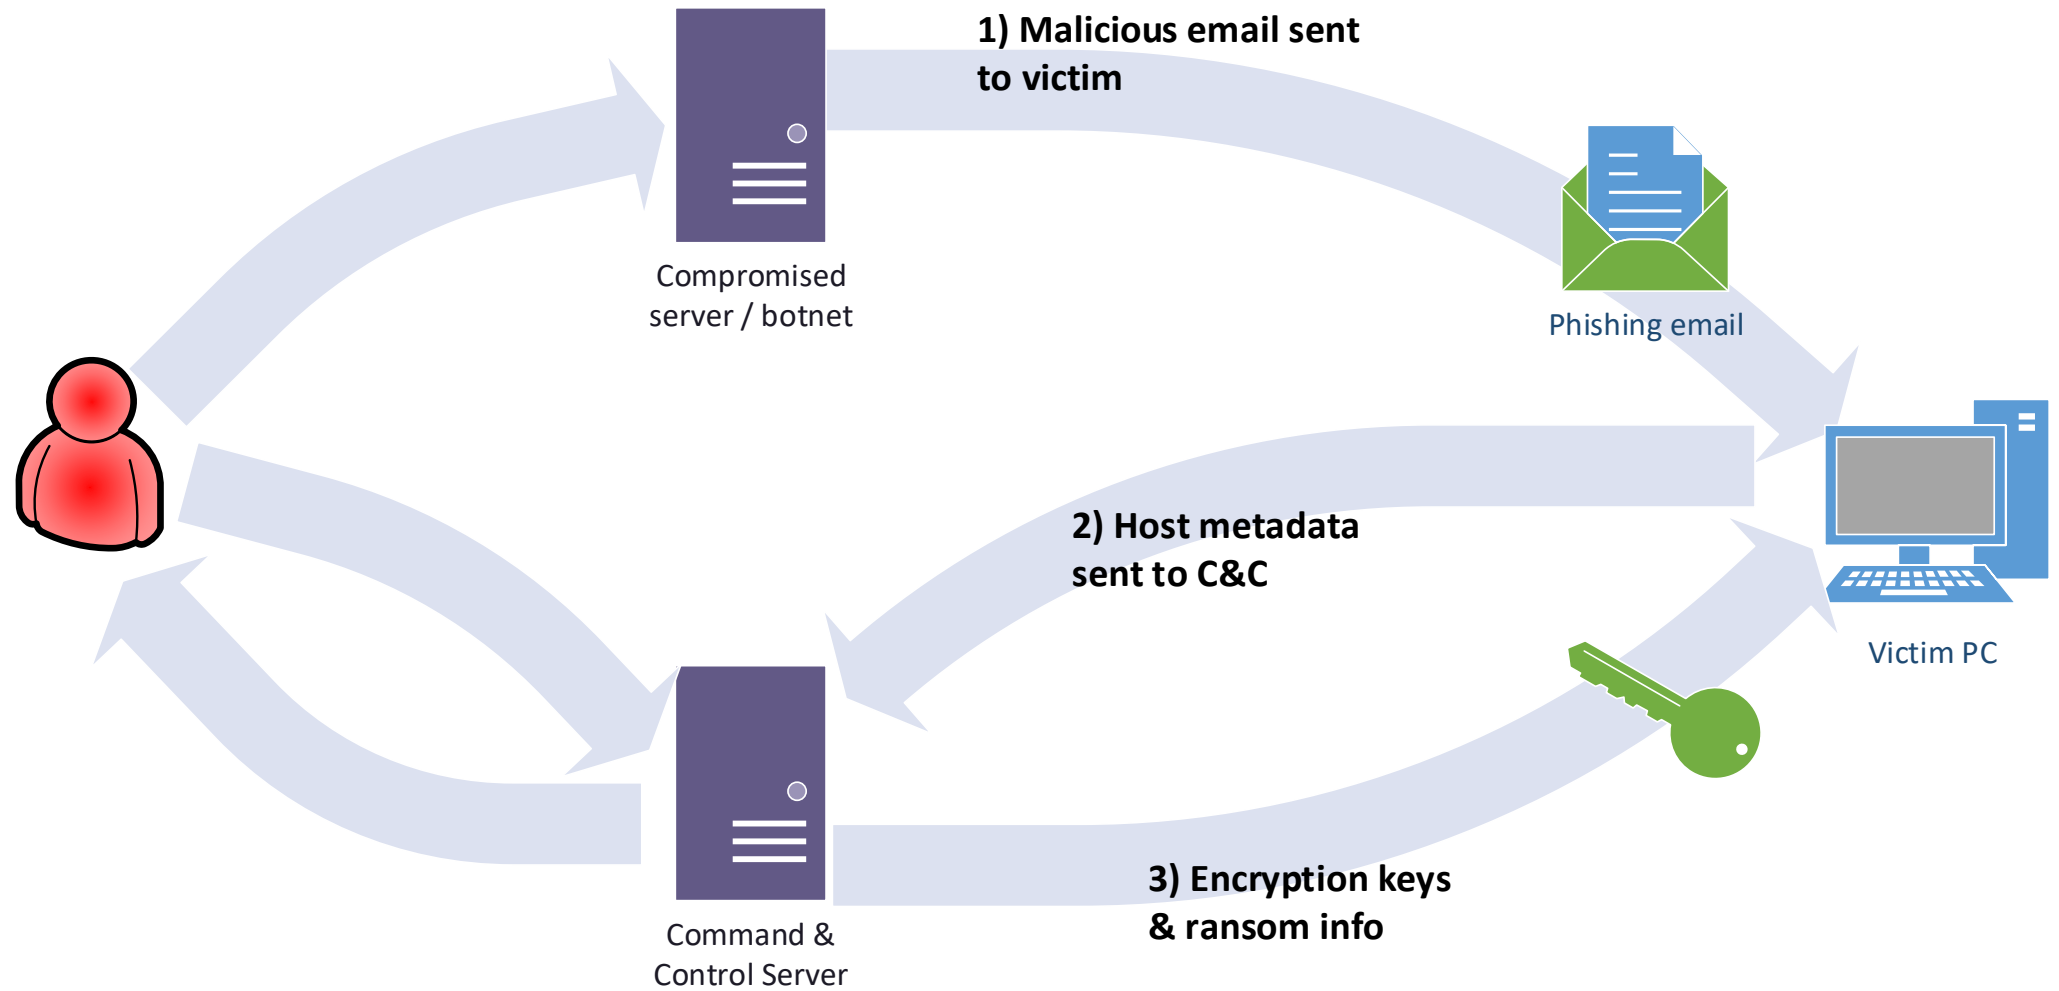 1) Malicious email sent
to victim
Compromised
server / botnet
Phishing email
2) Host metadata
sent to C&C
Victim PC
3) Encryption keys
& ransom info
Command &
Control Server